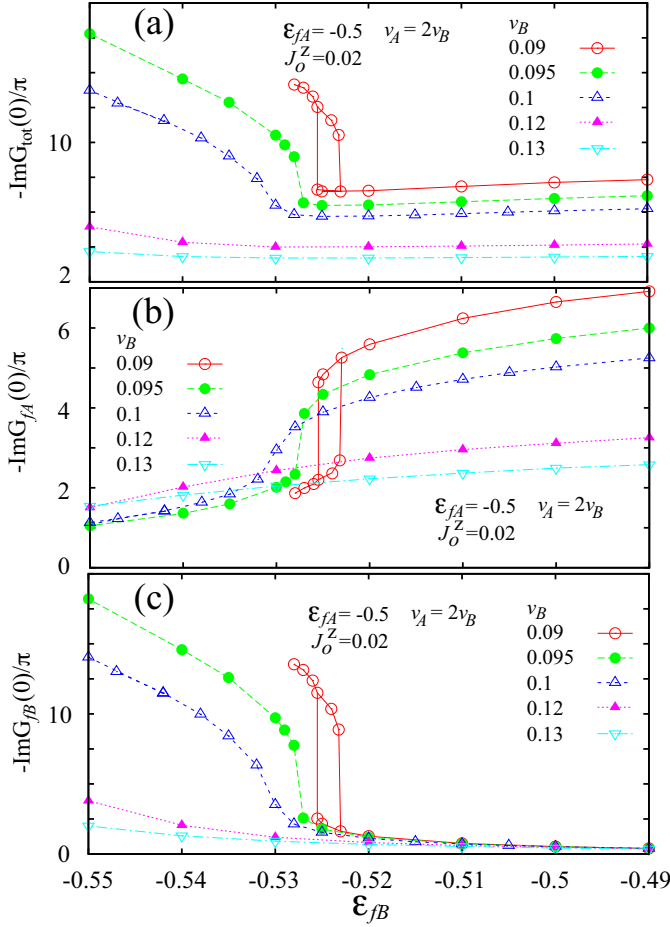 (a)
ε_fA = -0.5 v_A = 2v_B
J_o^z = 0.02
v_B
0.09
0.095
0.1
0.12
0.13
-ImG_tot(0)/π
10
2
(b)
v_B
0.09
0.095
0.1
0.12
0.13
-ImG_fA(0)/π
6
4
2
0
ε_fA = -0.5 v_A = 2v_B
J_o^z = 0.02
(c)
ε_fA = -0.5 v_A = 2v_B
J_o^z = 0.02
v_B
0.09
0.095
0.1
0.12
0.13
-ImG_fB(0)/π
10
0
-0.55 -0.54 -0.53 -0.52 -0.51 -0.5 -0.49
ε_fB